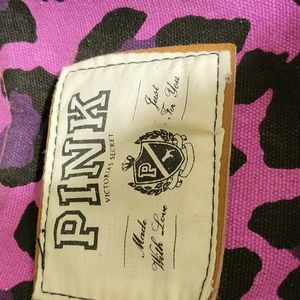 PINK
VICTORIA'S SECRET
P
Made
With Love
Just
For You